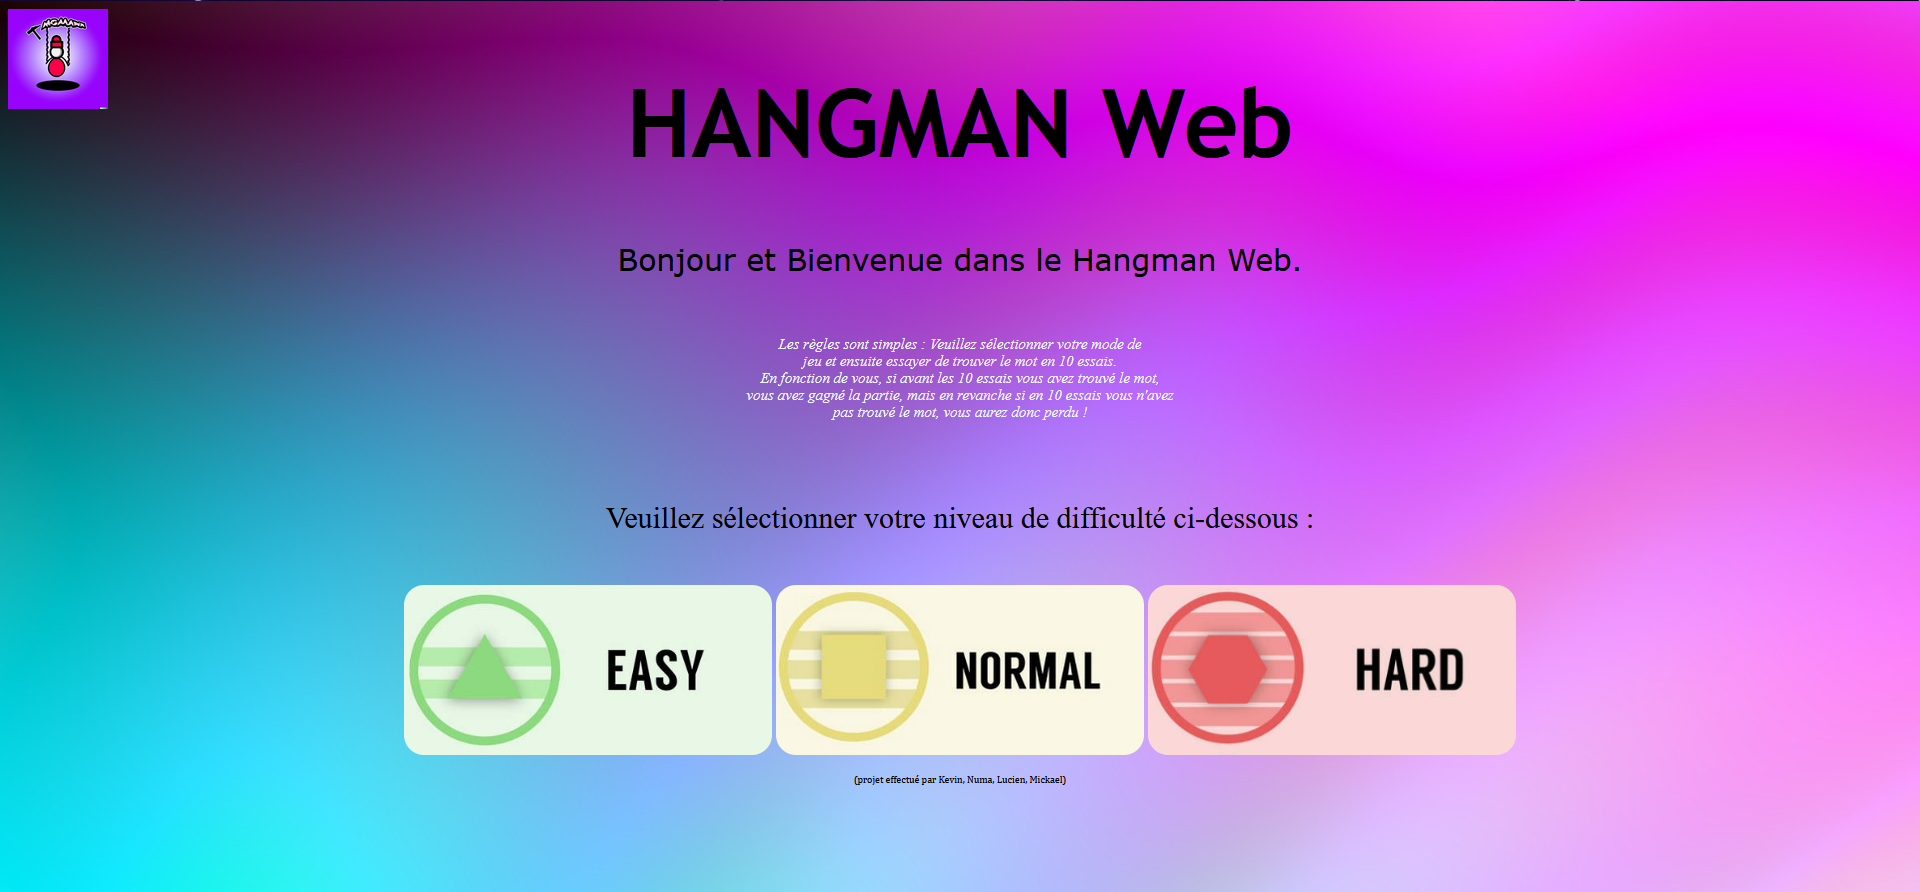 HANGMAN Web
Bonjour et Bienvenue dans le Hangman Web.
Les règles sont simples : Veuillez sélectionner votre mode de
jeu et ensuite essayer de trouver le mot en 10 essais.
En fonction de vous, si avant les 10 essais vous avez trouvé le mot,
vous avez gagné la partie, mais en revanche si en 10 essais vous n'avez
pas trouvé le mot, vous aurez donc perdu !
Veuillez sélectionner votre niveau de difficulté ci-dessous :
EASY
NORMAL
HARD
(projet effectué par Kevin, Numa, Lucien, Mickael)